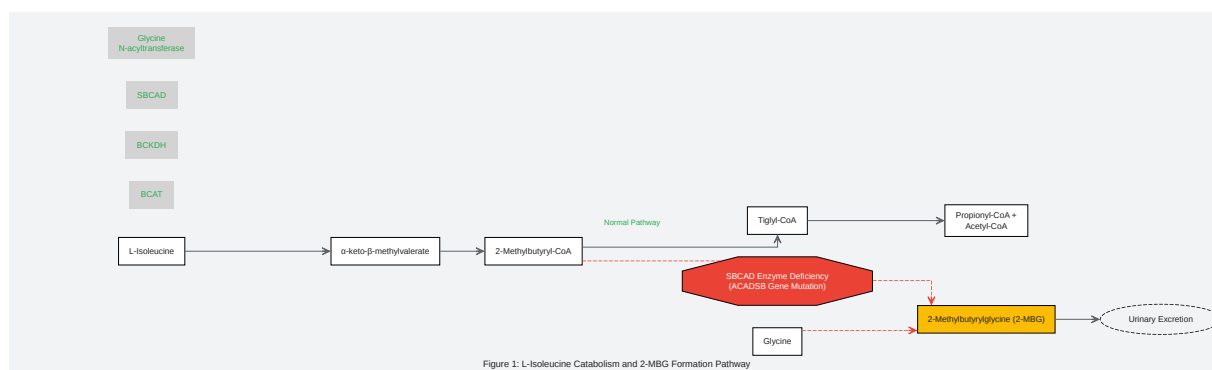 Glycine
N-acyltransferase
SBCAD
BCKDH
BCAT
Normal Pathway
Tiglyl-CoA
Propionyl-CoA +
Acetyl-CoA
L-Isoleucine
α-keto-β-methylvalerate
2-Methylbutyryl-CoA
SBCAD Enzyme Deficiency
(ACADSB Gene Mutation)
2-Methylbutyrylglycine (2-MBG)
Urinary Excretion
Glycine
Figure 1: L-Isoleucine Catabolism and 2-MBG Formation Pathway